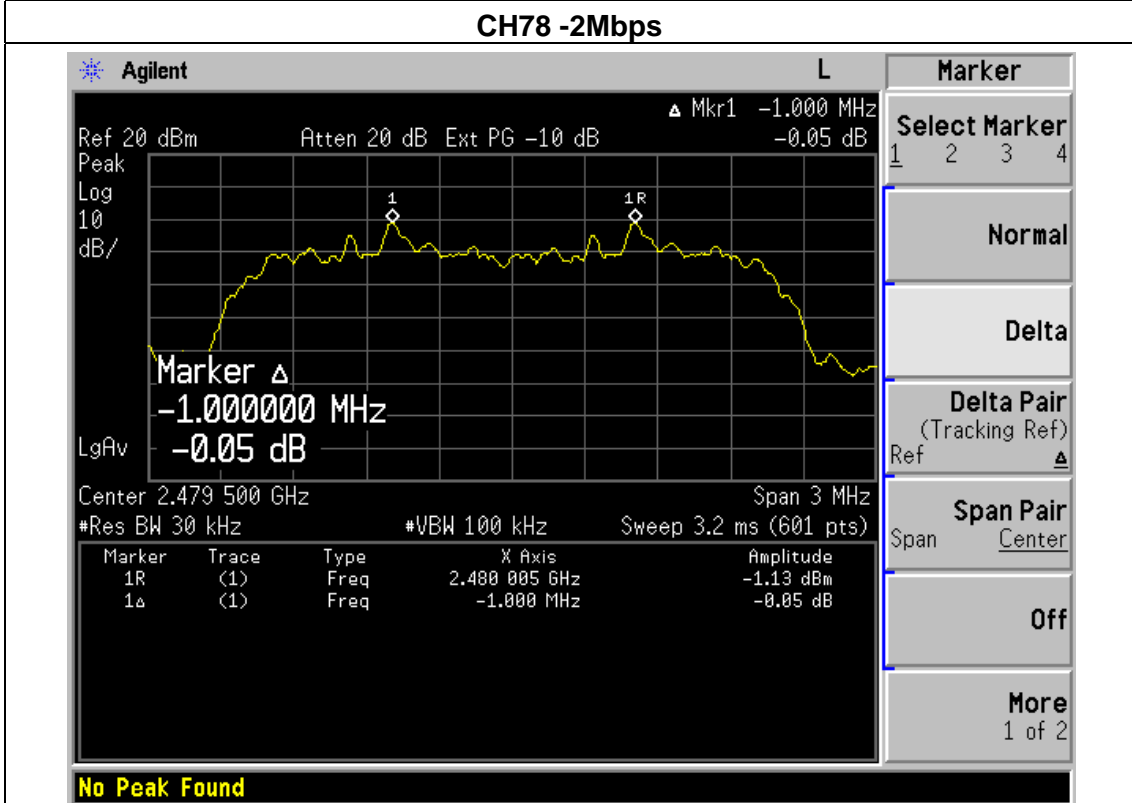 CH78 -2Mbps
Agilent L Marker
Δ Mkr1 -1.000 MHz
Ref 20 dBm Atten 20 dB Ext PG -10 dB -0.05 dB
Peak
Log
10
dB/
1
1R
Marker Δ
-1.000000 MHz
-0.05 dB
LgAv
Center 2.479 500 GHz Span 3 MHz
#Res BW 30 kHz #VBW 100 kHz Sweep 3.2 ms (601 pts)
Marker Trace Type X Axis Amplitude
1R (1) Freq 2.480 005 GHz -1.13 dBm
1Δ (1) Freq -1.000 MHz -0.05 dB
No Peak Found
Select Marker
1 2 3 4
Normal
Delta
Delta Pair
(Tracking Ref)
Ref Δ
Span Pair
Span Center
Off
More
1 of 2